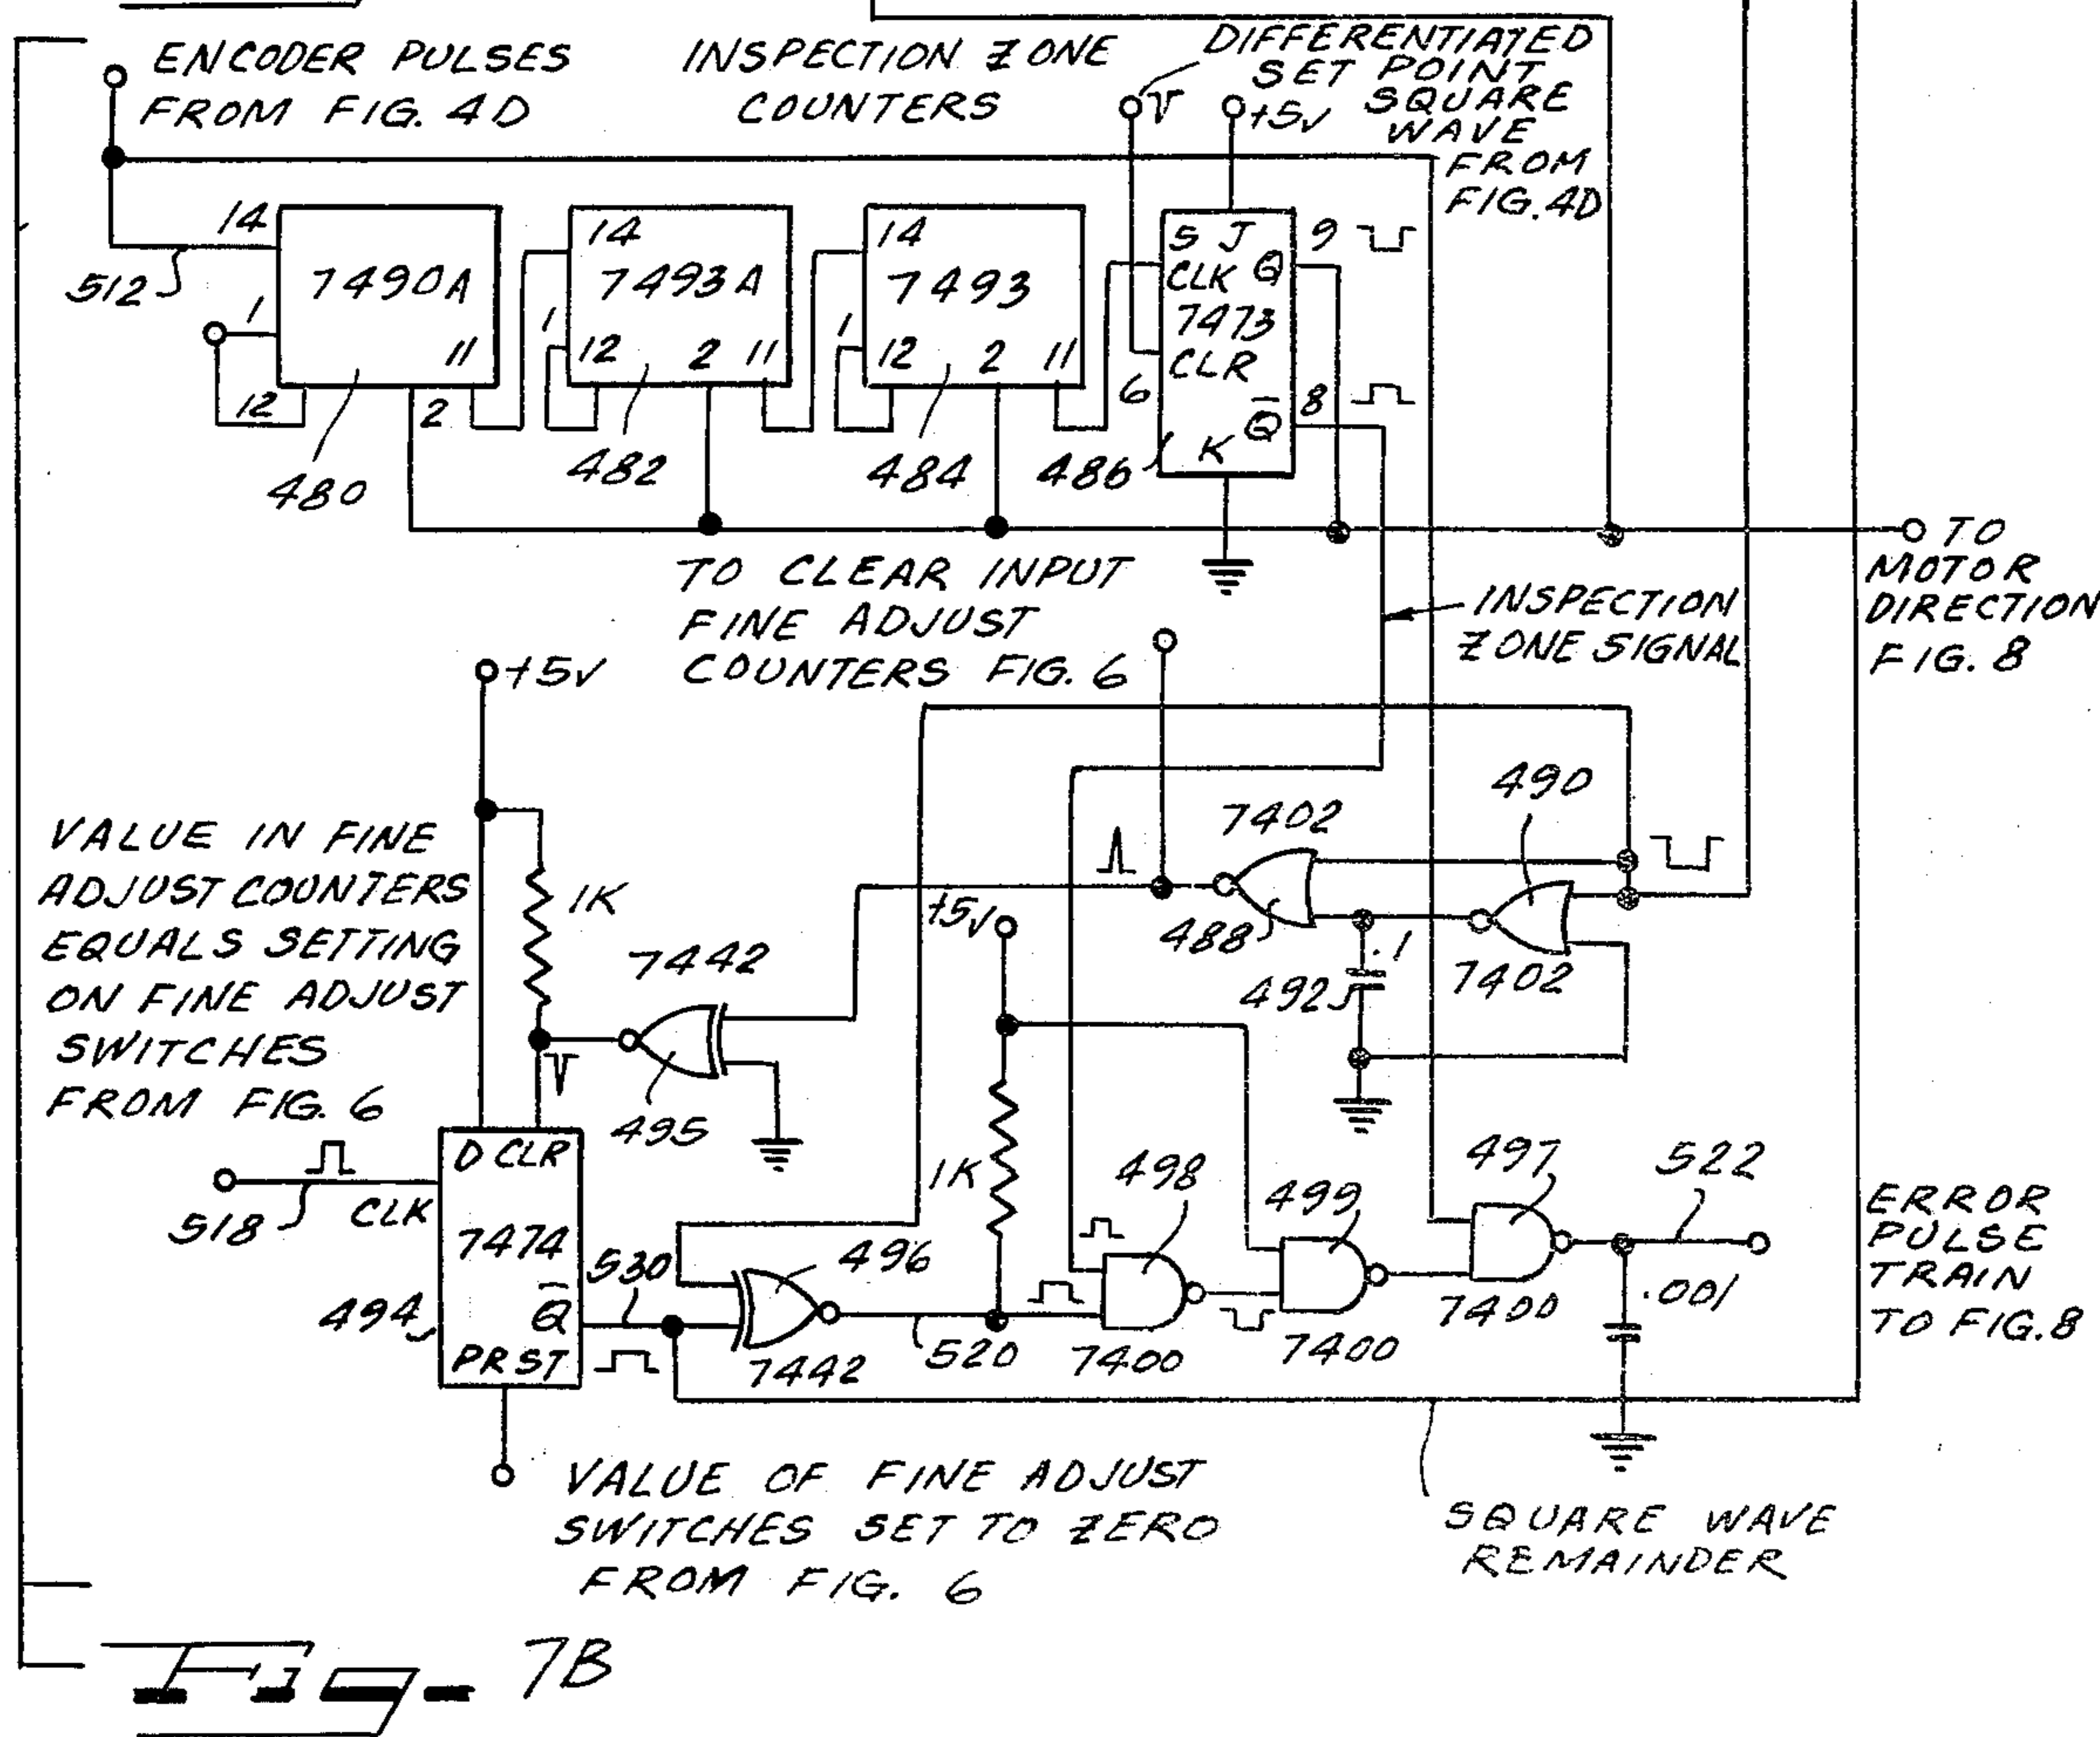 ENCODER PULSES
FROM FIG. 4D
INSPECTION ZONE
COUNTERS
DIFFERENTIATED
SET POINT
SQUARE
WAVE
FROM
FIG. 4D
+5V
14
7490A
1
11
12
2
512
480
14
7493A
1
12
2
11
482
14
7493
1
12
2
11
484
S J
CLK Q
7473
CLR
Q
K
9
8
6
486
TO CLEAR INPUT
FINE ADJUST
COUNTERS FIG. 6
INSPECTION
ZONE SIGNAL
TO
MOTOR
DIRECTION
FIG. 8
+5V
1K
VALUE IN FINE
ADJUST COUNTERS
EQUALS SETTING
ON FINE ADJUST
SWITCHES
FROM FIG. 6
7442
495
7402
488
490
7402
.1
492
+5V
1K
518
CLK
D CLR
7474
Q
PRST
494
530
496
7442
520
498
7400
499
7400
497
7400
522
.001
ERROR
PULSE
TRAIN
TO FIG. 8
VALUE OF FINE ADJUST
SWITCHES SET TO ZERO
FROM FIG. 6
SQUARE WAVE
REMAINDER
FIG- 7B